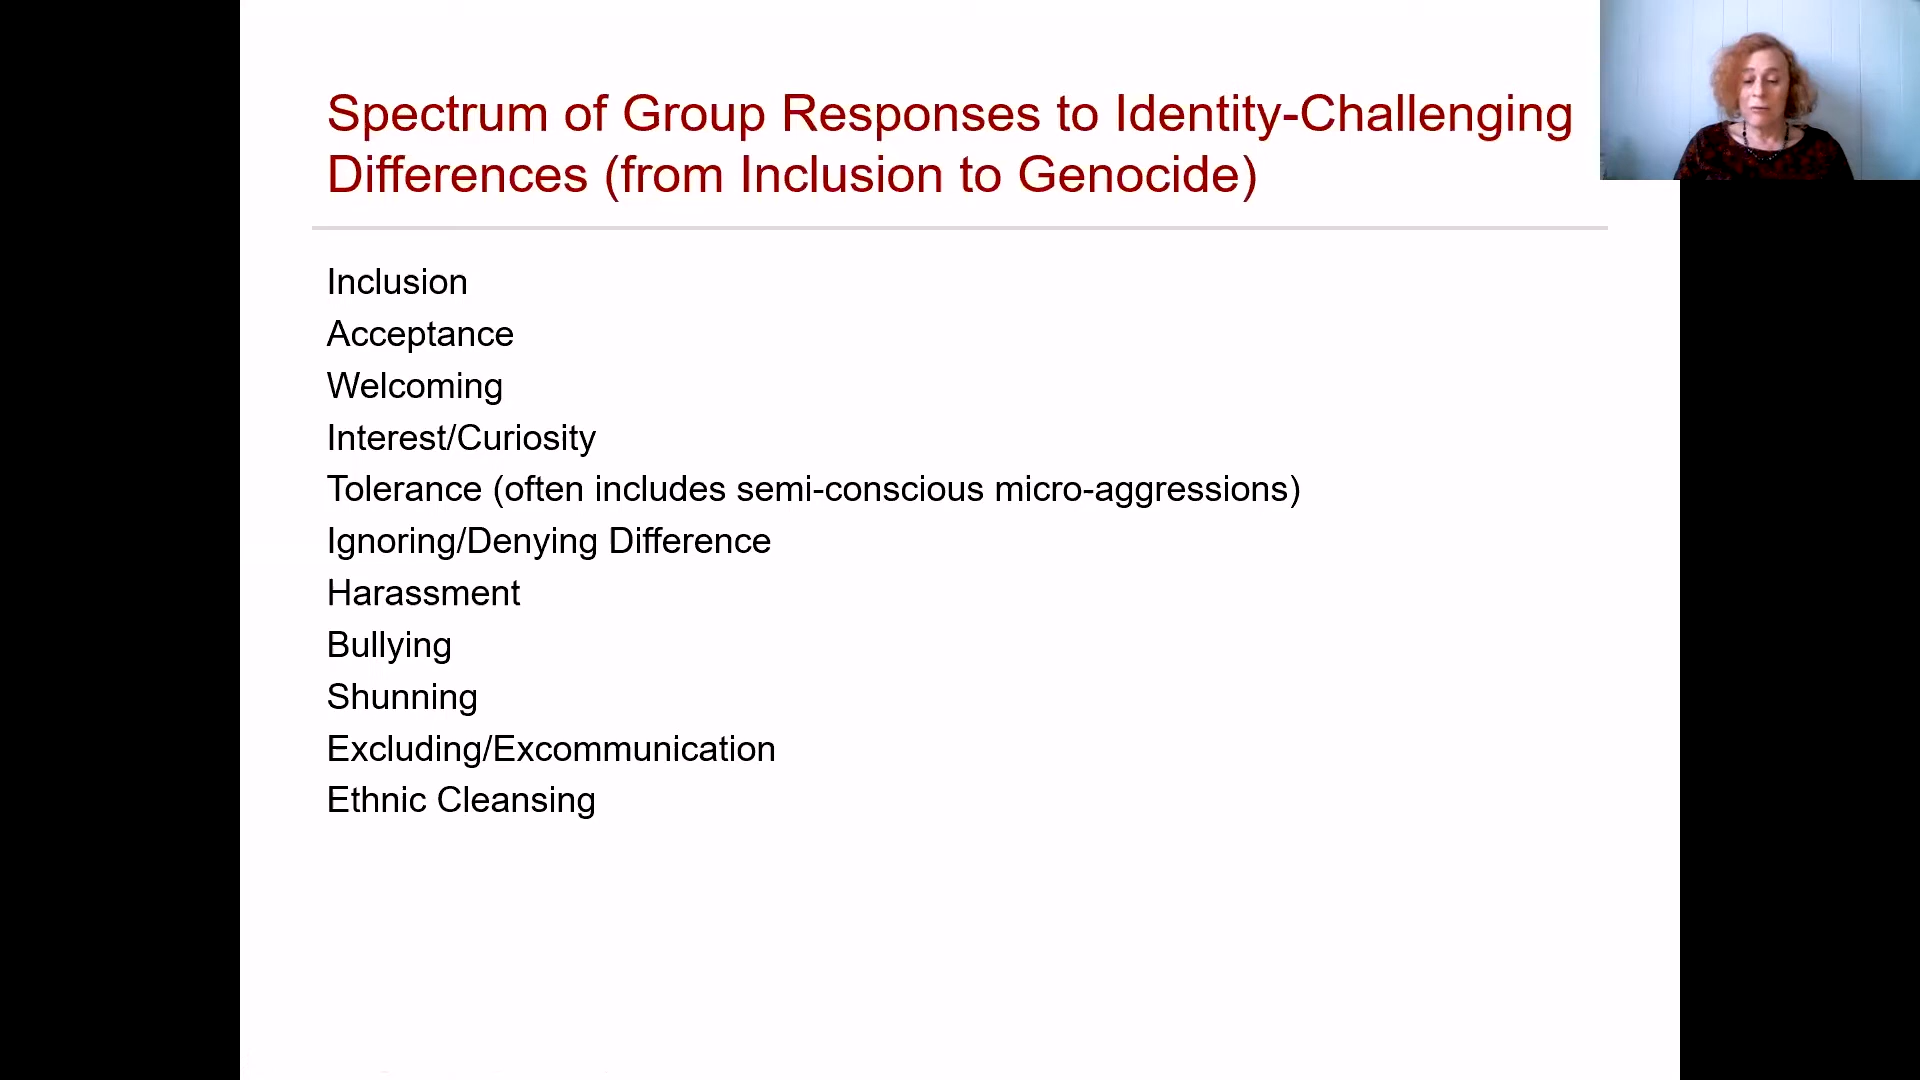 Spectrum of Group Responses to Identity-Challenging
Differences (from Inclusion to Genocide)
Inclusion
Acceptance
Welcoming
Interest/Curiosity
Tolerance (often includes semi-conscious micro-aggressions)
Ignoring/Denying Difference
Harassment
Bullying
Shunning
Excluding/Excommunication
Ethnic Cleansing